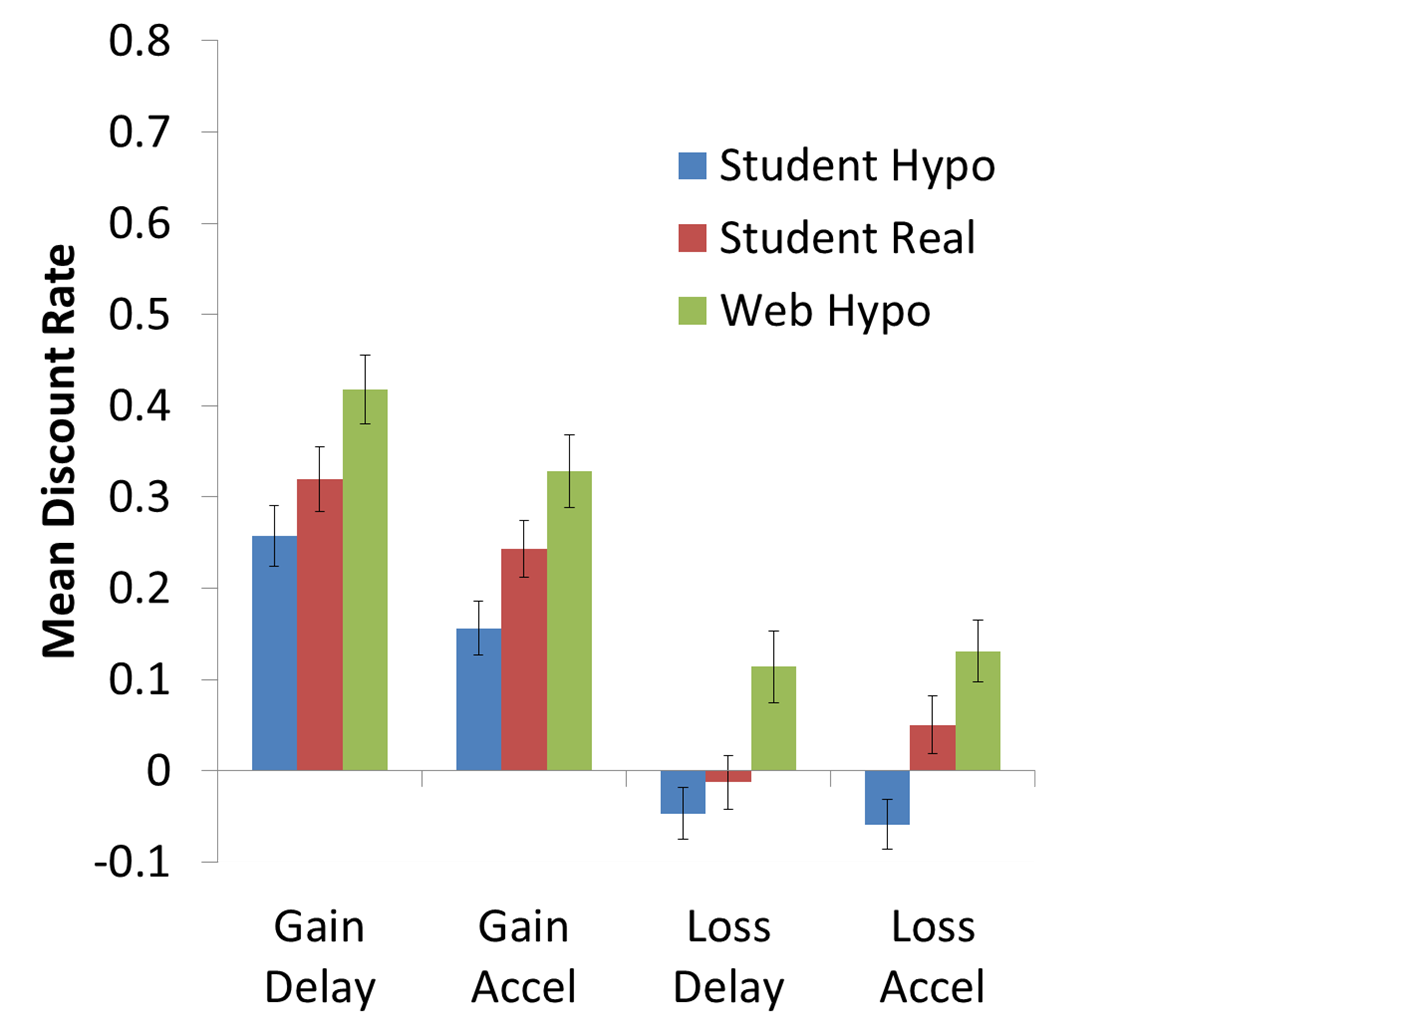 0.8
0.7
0.6
0.5
0.4
0.3
0.2
0.1
0
-0.1
Mean Discount Rate
Student Hypo
Student Real
Web Hypo
Gain Delay
Gain Accel
Loss Delay
Loss Accel